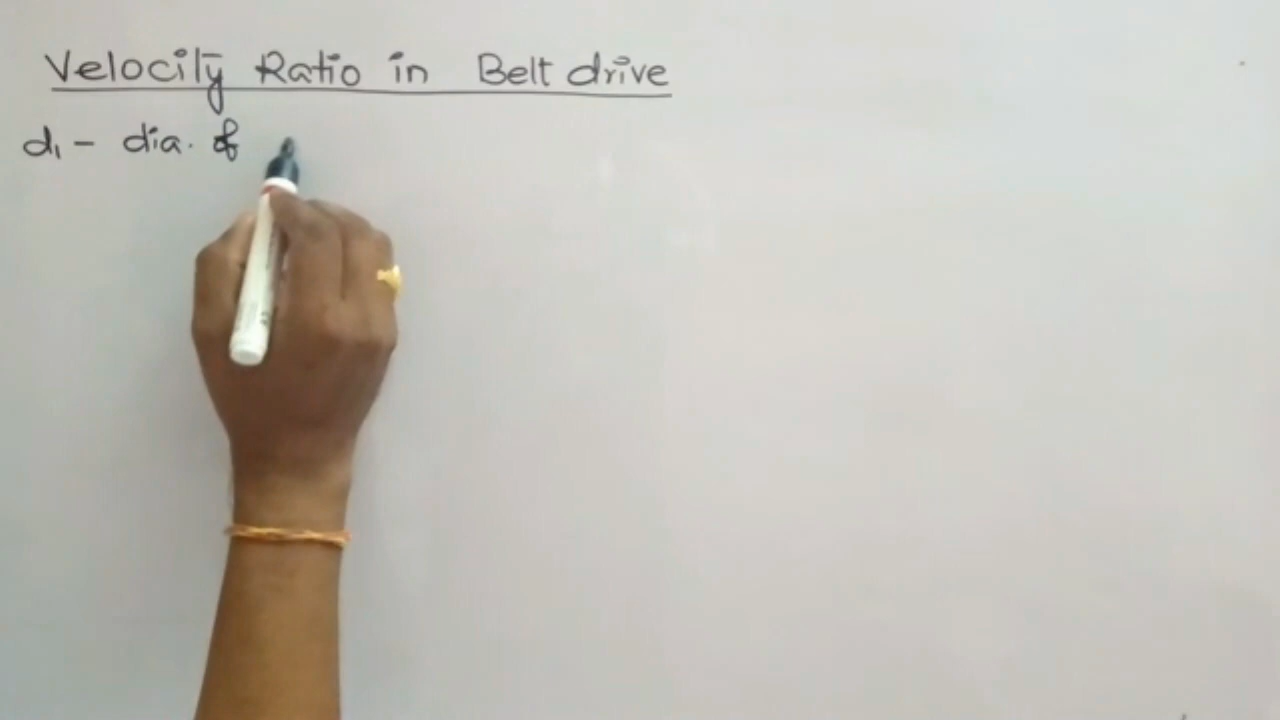 Velocity Ratio in Belt drive
d₁ - dia. of